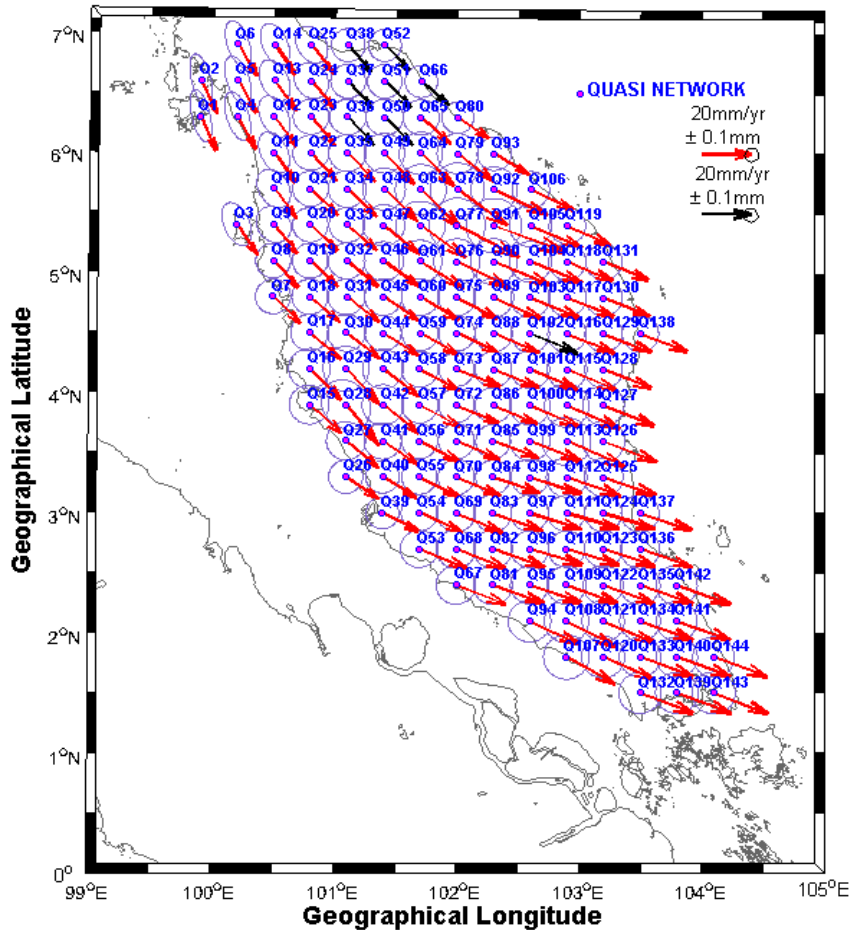 7°N
Q6 Q14 Q25 Q38 Q52
Q2 Q5 Q13 Q24 Q37 Q51 Q66
QUASI NETWORK
20mm/yr
± 0.1mm
20mm/yr
± 0.1mm
Q1 Q4 Q12 Q23 Q36 Q50 Q65 Q80
6°N
Q11 Q22 Q35 Q49 Q64 Q79 Q93
Q10 Q21 Q34 Q48 Q63 Q78 Q92 Q106
Q3 Q9 Q20 Q33 Q47 Q62 Q77 Q91 Q105 Q119
5°N
Q8 Q19 Q32 Q46 Q61 Q76 Q90 Q104 Q118 Q131
Q7 Q18 Q31 Q45 Q60 Q75 Q89 Q103 Q117 Q130
Q17 Q30 Q44 Q59 Q74 Q88 Q102 Q116 Q129 Q138
Q16 Q29 Q43 Q58 Q73 Q87 Q101 Q115 Q128
4°N
Q15 Q28 Q42 Q57 Q72 Q86 Q100 Q114 Q127
Q27 Q41 Q56 Q71 Q85 Q99 Q113 Q126
Q26 Q40 Q55 Q70 Q84 Q98 Q112 Q125
3°N
Q39 Q54 Q69 Q83 Q97 Q111 Q124 Q137
Q53 Q68 Q82 Q96 Q110 Q123 Q136
Q67 Q81 Q95 Q109 Q122 Q135 Q142
2°N
Q94 Q108 Q121 Q134 Q141
Q107 Q120 Q133 Q140 Q144
Q132 Q139 Q143
1°N
0°
99°E 100°E 101°E 102°E 103°E 104°E 105°E
Geographical Latitude
Geographical Longitude